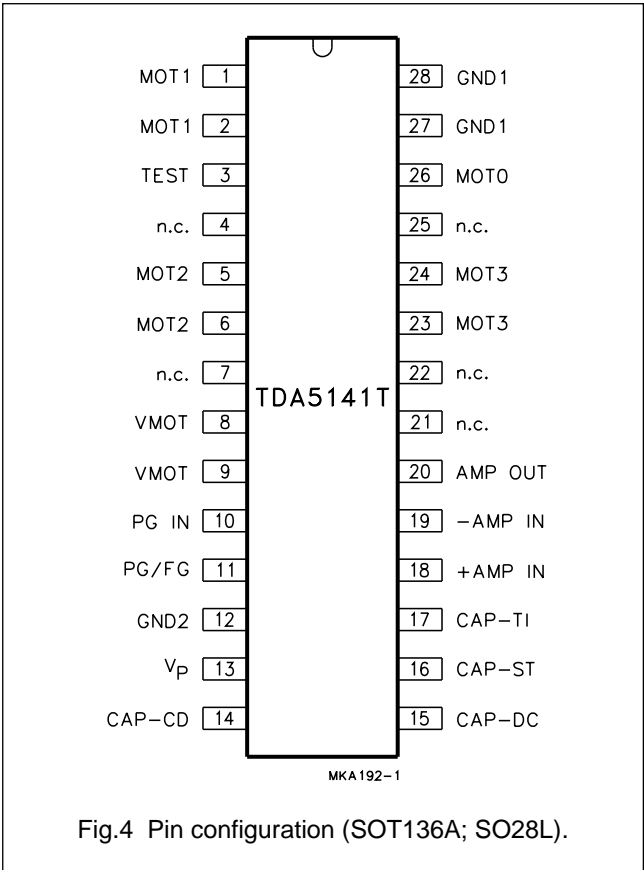 MOT1 1 28 GND1
MOT1 2 27 GND1
TEST 3 26 MOT0
n.c. 4 25 n.c.
MOT2 5 24 MOT3
MOT2 6 23 MOT3
n.c. 7 22 n.c.
TDA5141T
VMOT 8 21 n.c.
VMOT 9 20 AMP OUT
PG IN 10 19 −AMP IN
PG/FG 11 18 +AMP IN
GND2 12 17 CAP−TI
VP 13 16 CAP−ST
CAP−CD 14 15 CAP−DC
MKA192−1
Fig.4 Pin configuration (SOT136A; SO28L).